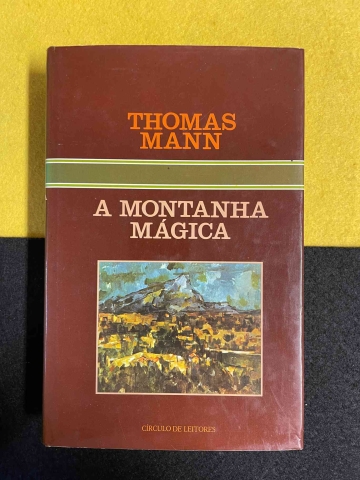 THOMAS
MANN
A MONTANHA
MÁGICA
CÍRCULO DE LEITORES